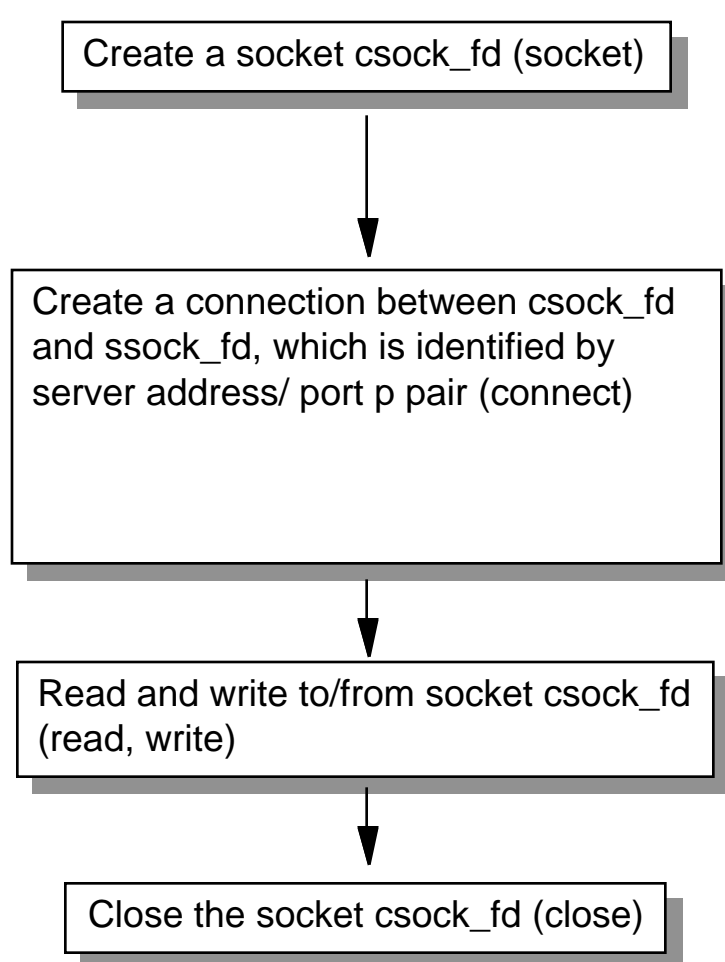 Create a socket csock_fd (socket)
Create a connection between csock_fd
and ssock_fd, which is identified by
server address/ port p pair (connect)
Read and write to/from socket csock_fd
(read, write)
Close the socket csock_fd (close)